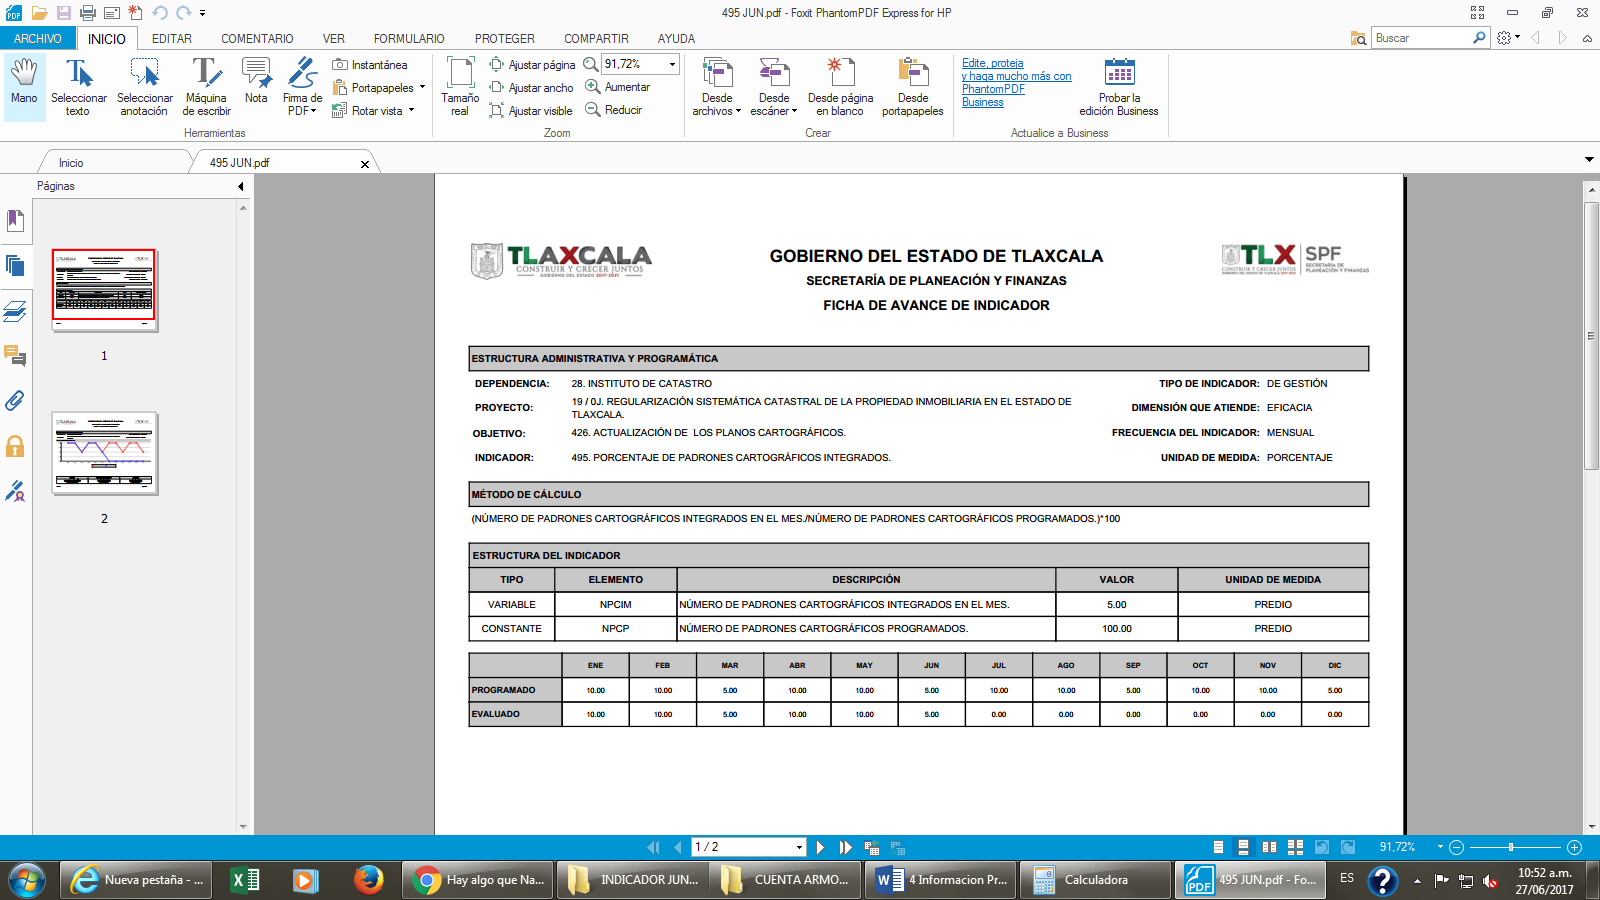 495 JUN.pdf - Foxit PhantomPDF Express for HP
ARCHIVO INICIO EDITAR COMENTARIO VER FORMULARIO PROTEGER COMPARTIR AYUDA
Buscar
Mano
Seleccionar texto
Seleccionar anotación
Máquina de escribir
Nota
Firma de PDF
Instantánea
Portapapeles
Rotar vista
Herramientas
Tamaño real
Ajustar página
Ajustar ancho
Ajustar visible
91,72%
Aumentar
Reducir
Zoom
Desde archivos
Desde escáner
Desde página en blanco
Desde portapapeles
Crear
Edite, proteja
y haga mucho más con
PhantomPDF
Business
Probar la edición Business
Actualice a Business
Inicio
495 JUN.pdf
Páginas
1
2
TLAXCALA
CONSTRUIR Y CRECER JUNTOS
GOBIERNO DEL ESTADO 2017-2021
GOBIERNO DEL ESTADO DE TLAXCALA
SECRETARÍA DE PLANEACIÓN Y FINANZAS
FICHA DE AVANCE DE INDICADOR
TLX
CONSTRUIR Y CRECER JUNTOS
SPF
SECRETARÍA DE
PLANEACIÓN Y FINANZAS
ESTRUCTURA ADMINISTRATIVA Y PROGRAMÁTICA
DEPENDENCIA: 28. INSTITUTO DE CATASTRO TIPO DE INDICADOR: DE GESTIÓN
PROYECTO: 19 / 0J. REGULARIZACIÓN SISTEMÁTICA CATASTRAL DE LA PROPIEDAD INMOBILIARIA EN EL ESTADO DE
TLAXCALA. DIMENSIÓN QUE ATIENDE: EFICACIA
OBJETIVO: 426. ACTUALIZACIÓN DE LOS PLANOS CARTOGRÁFICOS. FRECUENCIA DEL INDICADOR: MENSUAL
INDICADOR: 495. PORCENTAJE DE PADRONES CARTOGRÁFICOS INTEGRADOS. UNIDAD DE MEDIDA: PORCENTAJE
MÉTODO DE CÁLCULO
(NÚMERO DE PADRONES CARTOGRÁFICOS INTEGRADOS EN EL MES./NÚMERO DE PADRONES CARTOGRÁFICOS PROGRAMADOS.)*100
ESTRUCTURA DEL INDICADOR
TIPO ELEMENTO DESCRIPCIÓN VALOR UNIDAD DE MEDIDA
VARIABLE NPCIM NÚMERO DE PADRONES CARTOGRÁFICOS INTEGRADOS EN EL MES. 5.00 PREDIO
CONSTANTE NPCP NÚMERO DE PADRONES CARTOGRÁFICOS PROGRAMADOS. 100.00 PREDIO
ENE FEB MAR ABR MAY JUN JUL AGO SEP OCT NOV DIC
PROGRAMADO 10.00 10.00 5.00 10.00 10.00 5.00 10.00 10.00 5.00 10.00 10.00 5.00
EVALUADO 10.00 10.00 5.00 10.00 10.00 5.00 0.00 0.00 0.00 0.00 0.00 0.00
1 / 2
91,72%
Nueva pestaña - ...
Hay algo que Na...
INDICADOR JUN...
CUENTA ARMO...
4 Informacion Pr...
Calculadora
495 JUN.pdf - Fo...
ES
10:52 a.m.
27/06/2017